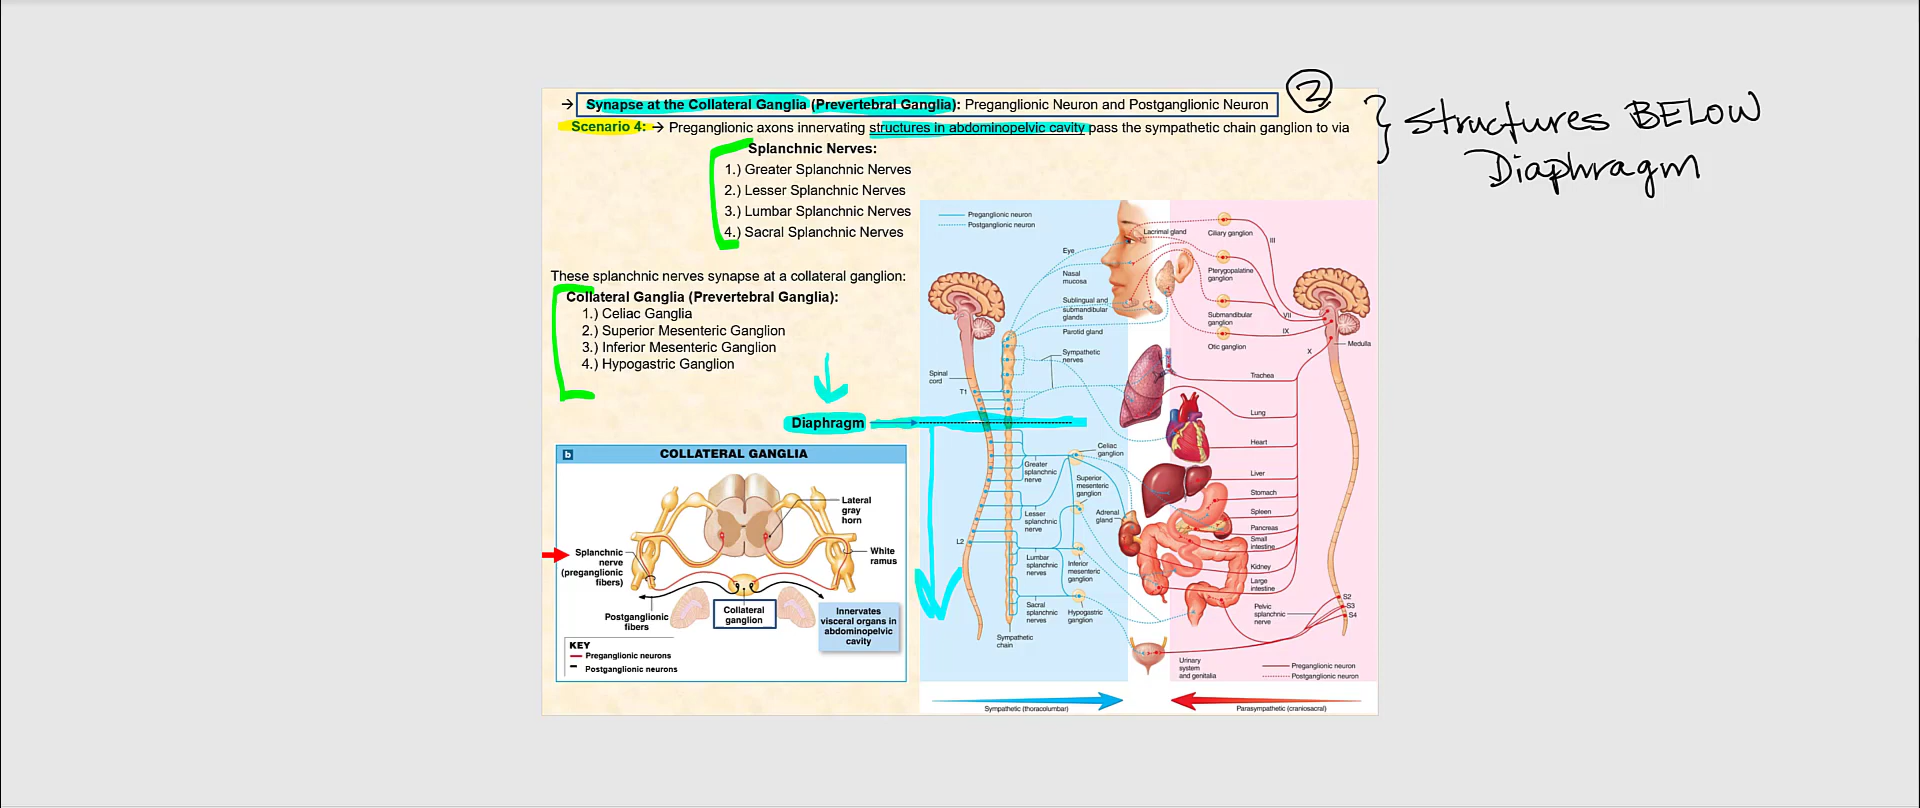 → Synapse at the Collateral Ganglia (Prevertebral Ganglia): Preganglionic Neuron and Postganglionic Neuron
2
Scenario 4: → Preganglionic axons innervating structures in abdominopelvic cavity pass the sympathetic chain ganglion to via
} Structures BELOW
Diaphragm
Splanchnic Nerves:
1.) Greater Splanchnic Nerves
2.) Lesser Splanchnic Nerves
3.) Lumbar Splanchnic Nerves
4.) Sacral Splanchnic Nerves
These splanchnic nerves synapse at a collateral ganglion:
Collateral Ganglia (Prevertebral Ganglia):
1.) Celiac Ganglia
2.) Superior Mesenteric Ganglion
3.) Inferior Mesenteric Ganglion
4.) Hypogastric Ganglion
Diaphragm
b COLLATERAL GANGLIA
Lateral
gray
horn
Splanchnic
nerve
(preganglionic
fibers)
White
ramus
Postganglionic
fibers
Collateral
ganglion
Innervates
visceral organs in
abdominopelvic
cavity
KEY
Preganglionic neurons
Postganglionic neurons
Preganglionic neuron
Postganglionic neuron
Eye
Nasal
mucosa
Sublingual and
submandibular
glands
Parotid gland
Sympathetic
nerves
Spinal
cord
T1
L2
Greater
splanchnic
nerve
Lesser
splanchnic
nerve
Lumbar
splanchnic
nerves
Sacral
splanchnic
nerves
Sympathetic
chain
Celiac
ganglion
Superior
mesenteric
ganglion
Adrenal
gland
Inferior
mesenteric
ganglion
Hypogastric
ganglion
Lacrimal gland
Ciliary ganglion
III
Pterygopalatine
ganglion
Submandibular
ganglion
VII
IX
Otic ganglion
X
Medulla
Trachea
Lung
Heart
Liver
Stomach
Spleen
Pancreas
Small
intestine
Kidney
Large
intestine
Pelvic
splanchnic
nerve
S2
S3
S4
Urinary
system
and genitalia
Preganglionic neuron
Postganglionic neuron
Sympathetic (thoracolumbar)
Parasympathetic (craniosacral)